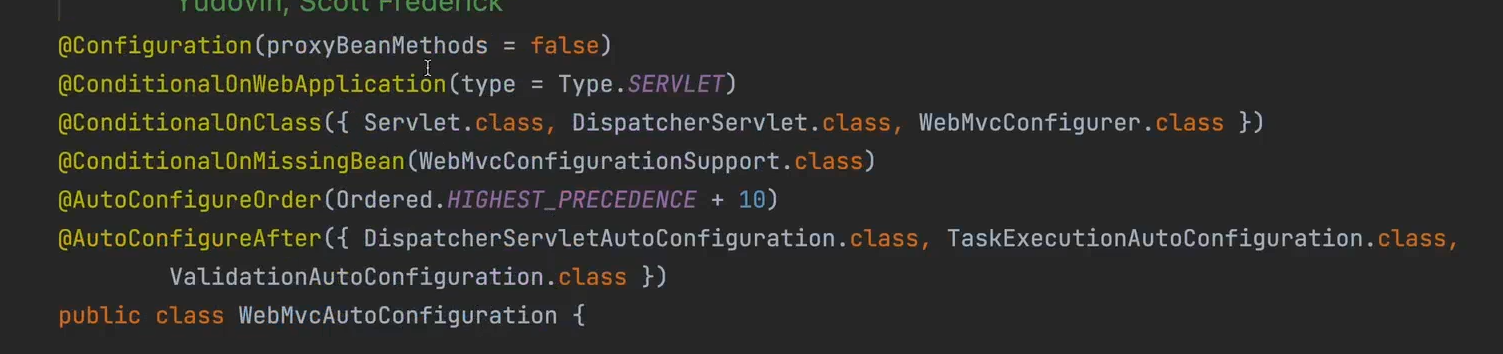 Yudovin, Scott Frederick
@Configuration(proxyBeanMethods = false)
@ConditionalOnWebApplication(type = Type.SERVLET)
@ConditionalOnClass({ Servlet.class, DispatcherServlet.class, WebMvcConfigurer.class })
@ConditionalOnMissingBean(WebMvcConfigurationSupport.class)
@AutoConfigureOrder(Ordered.HIGHEST_PRECEDENCE + 10)
@AutoConfigureAfter({ DispatcherServletAutoConfiguration.class, TaskExecutionAutoConfiguration.class,
ValidationAutoConfiguration.class })
public class WebMvcAutoConfiguration {